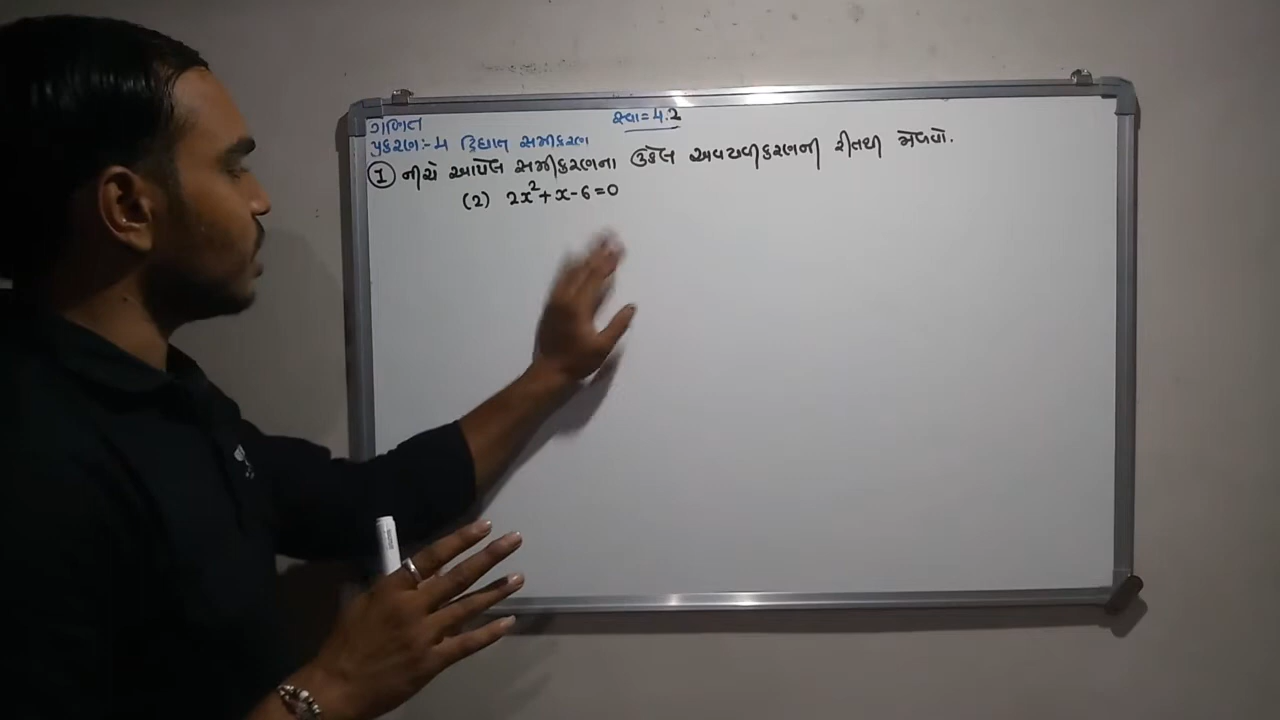 ગણિત
સ્વા = 4.2
પ્રકરણ:- 4 દ્વિઘાત સમીકરણ
① નીચે આપેલ સમીકરણના ઉકેલ અવયવીકરણની રીતથી મેળવો.
(2) 2x²+x-6=0